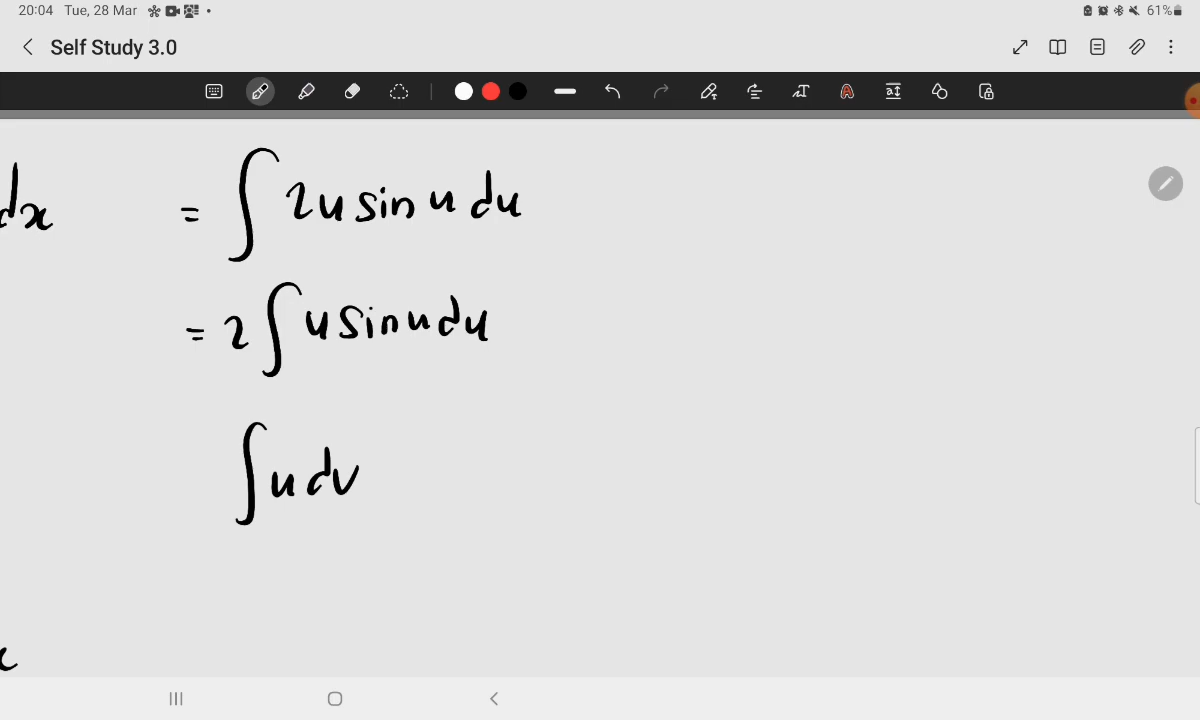 20:04 Tue, 28 Mar 61%
Self Study 3.0
dx = ∫ 2u sin u du
= 2 ∫ u sin u du
∫ u dv